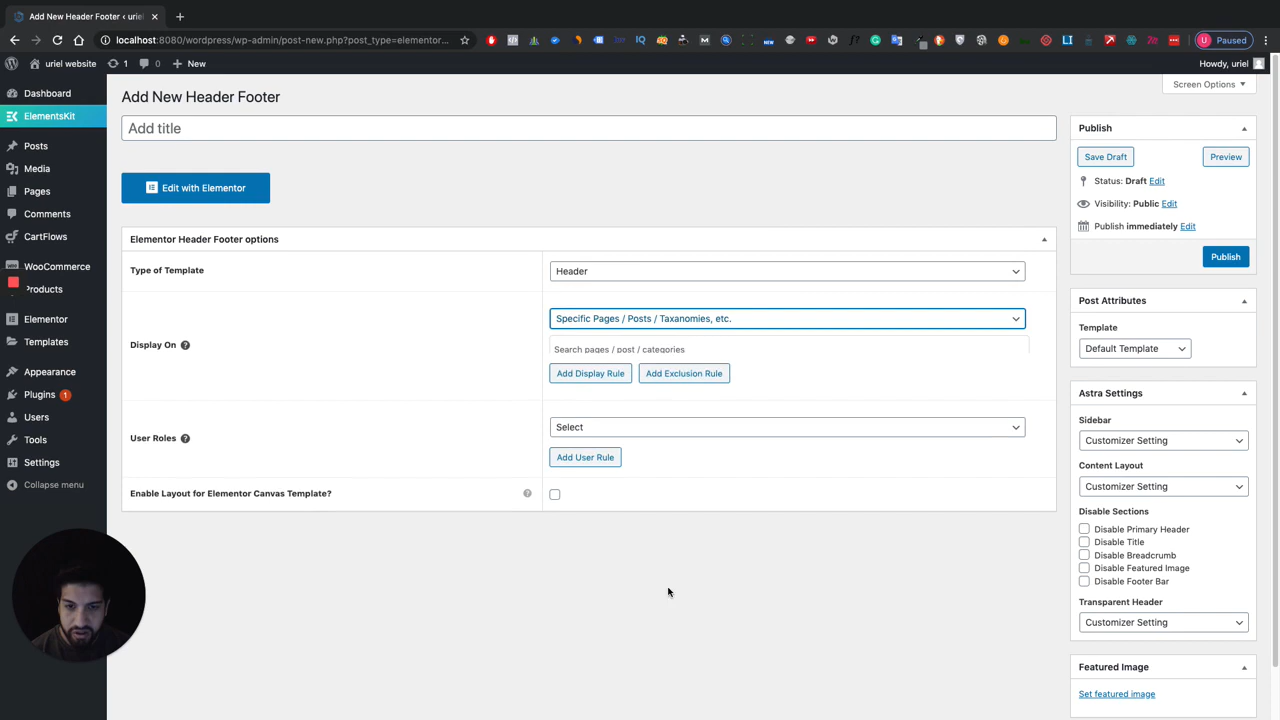 Add New Header Footer ‹ uriel
localhost:8080/wordpress/wp-admin/post-new.php?post_type=elementor...
Paused
uriel website
1
0
New
Howdy, uriel
Dashboard
ElementsKit
Posts
Media
Pages
Comments
CartFlows
WooCommerce
Products
Elementor
Templates
Appearance
Plugins 1
Users
Tools
Settings
Collapse menu
Screen Options
Add New Header Footer
Add title
Edit with Elementor
Elementor Header Footer options
Type of Template
Header
Display On
Specific Pages / Posts / Taxanomies, etc.
Search pages / post / categories
Add Display Rule
Add Exclusion Rule
User Roles
Select
Add User Rule
Enable Layout for Elementor Canvas Template?
Publish
Save Draft
Preview
Status: Draft Edit
Visibility: Public Edit
Publish immediately Edit
Publish
Post Attributes
Template
Default Template
Astra Settings
Sidebar
Customizer Setting
Content Layout
Customizer Setting
Disable Sections
Disable Primary Header
Disable Title
Disable Breadcrumb
Disable Featured Image
Disable Footer Bar
Transparent Header
Customizer Setting
Featured Image
Set featured image